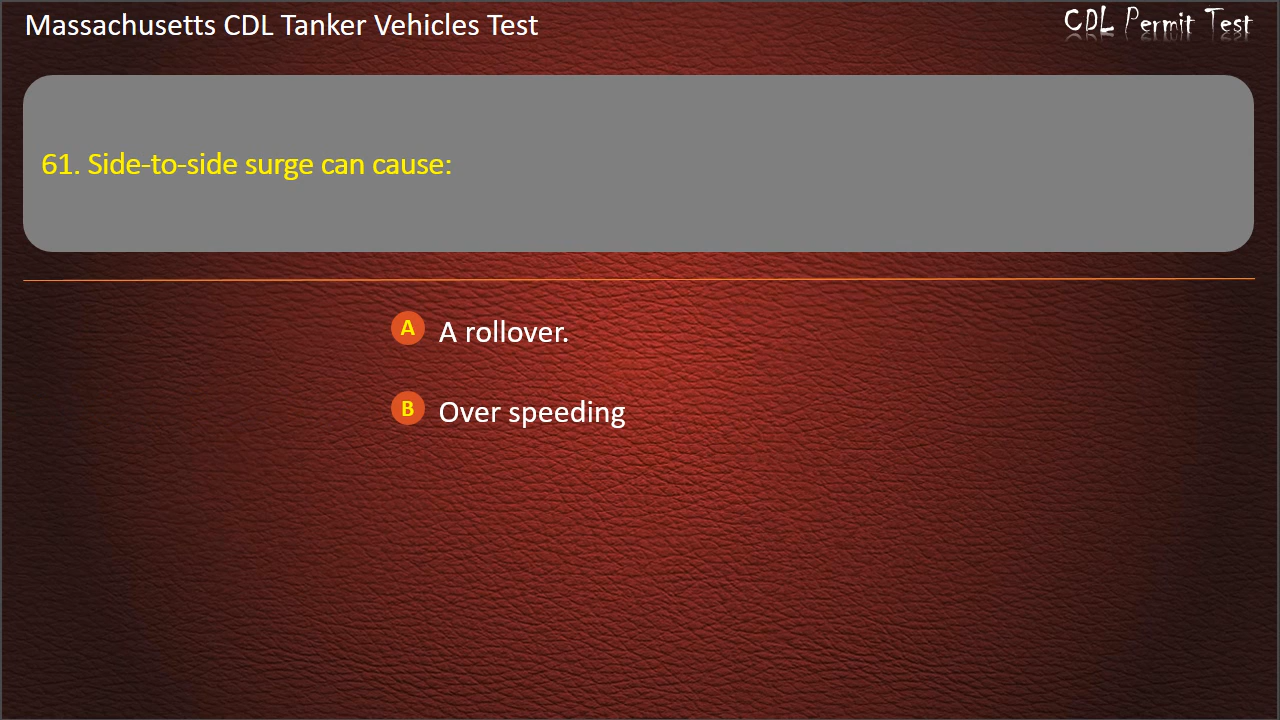 Massachusetts CDL Tanker Vehicles Test
CDL Permit Test
61. Side-to-side surge can cause:
A A rollover.
B Over speeding